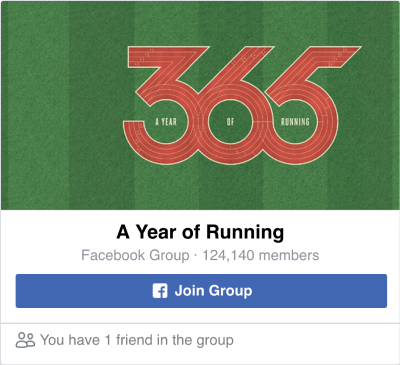 365
A YEAR OF RUNNING
A Year of Running
Facebook Group · 124,140 members
Join Group
You have 1 friend in the group